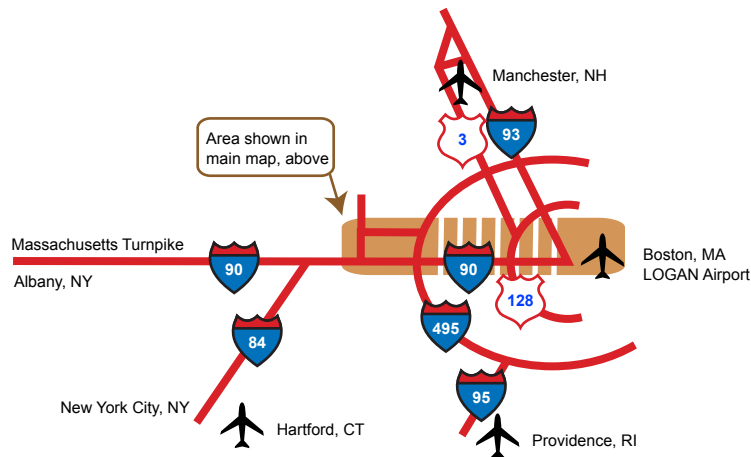 Manchester, NH
3
93
Area shown in
main map, above
Massachusetts Turnpike
Albany, NY
90
90
Boston, MA
LOGAN Airport
128
84
495
95
New York City, NY
Hartford, CT
Providence, RI